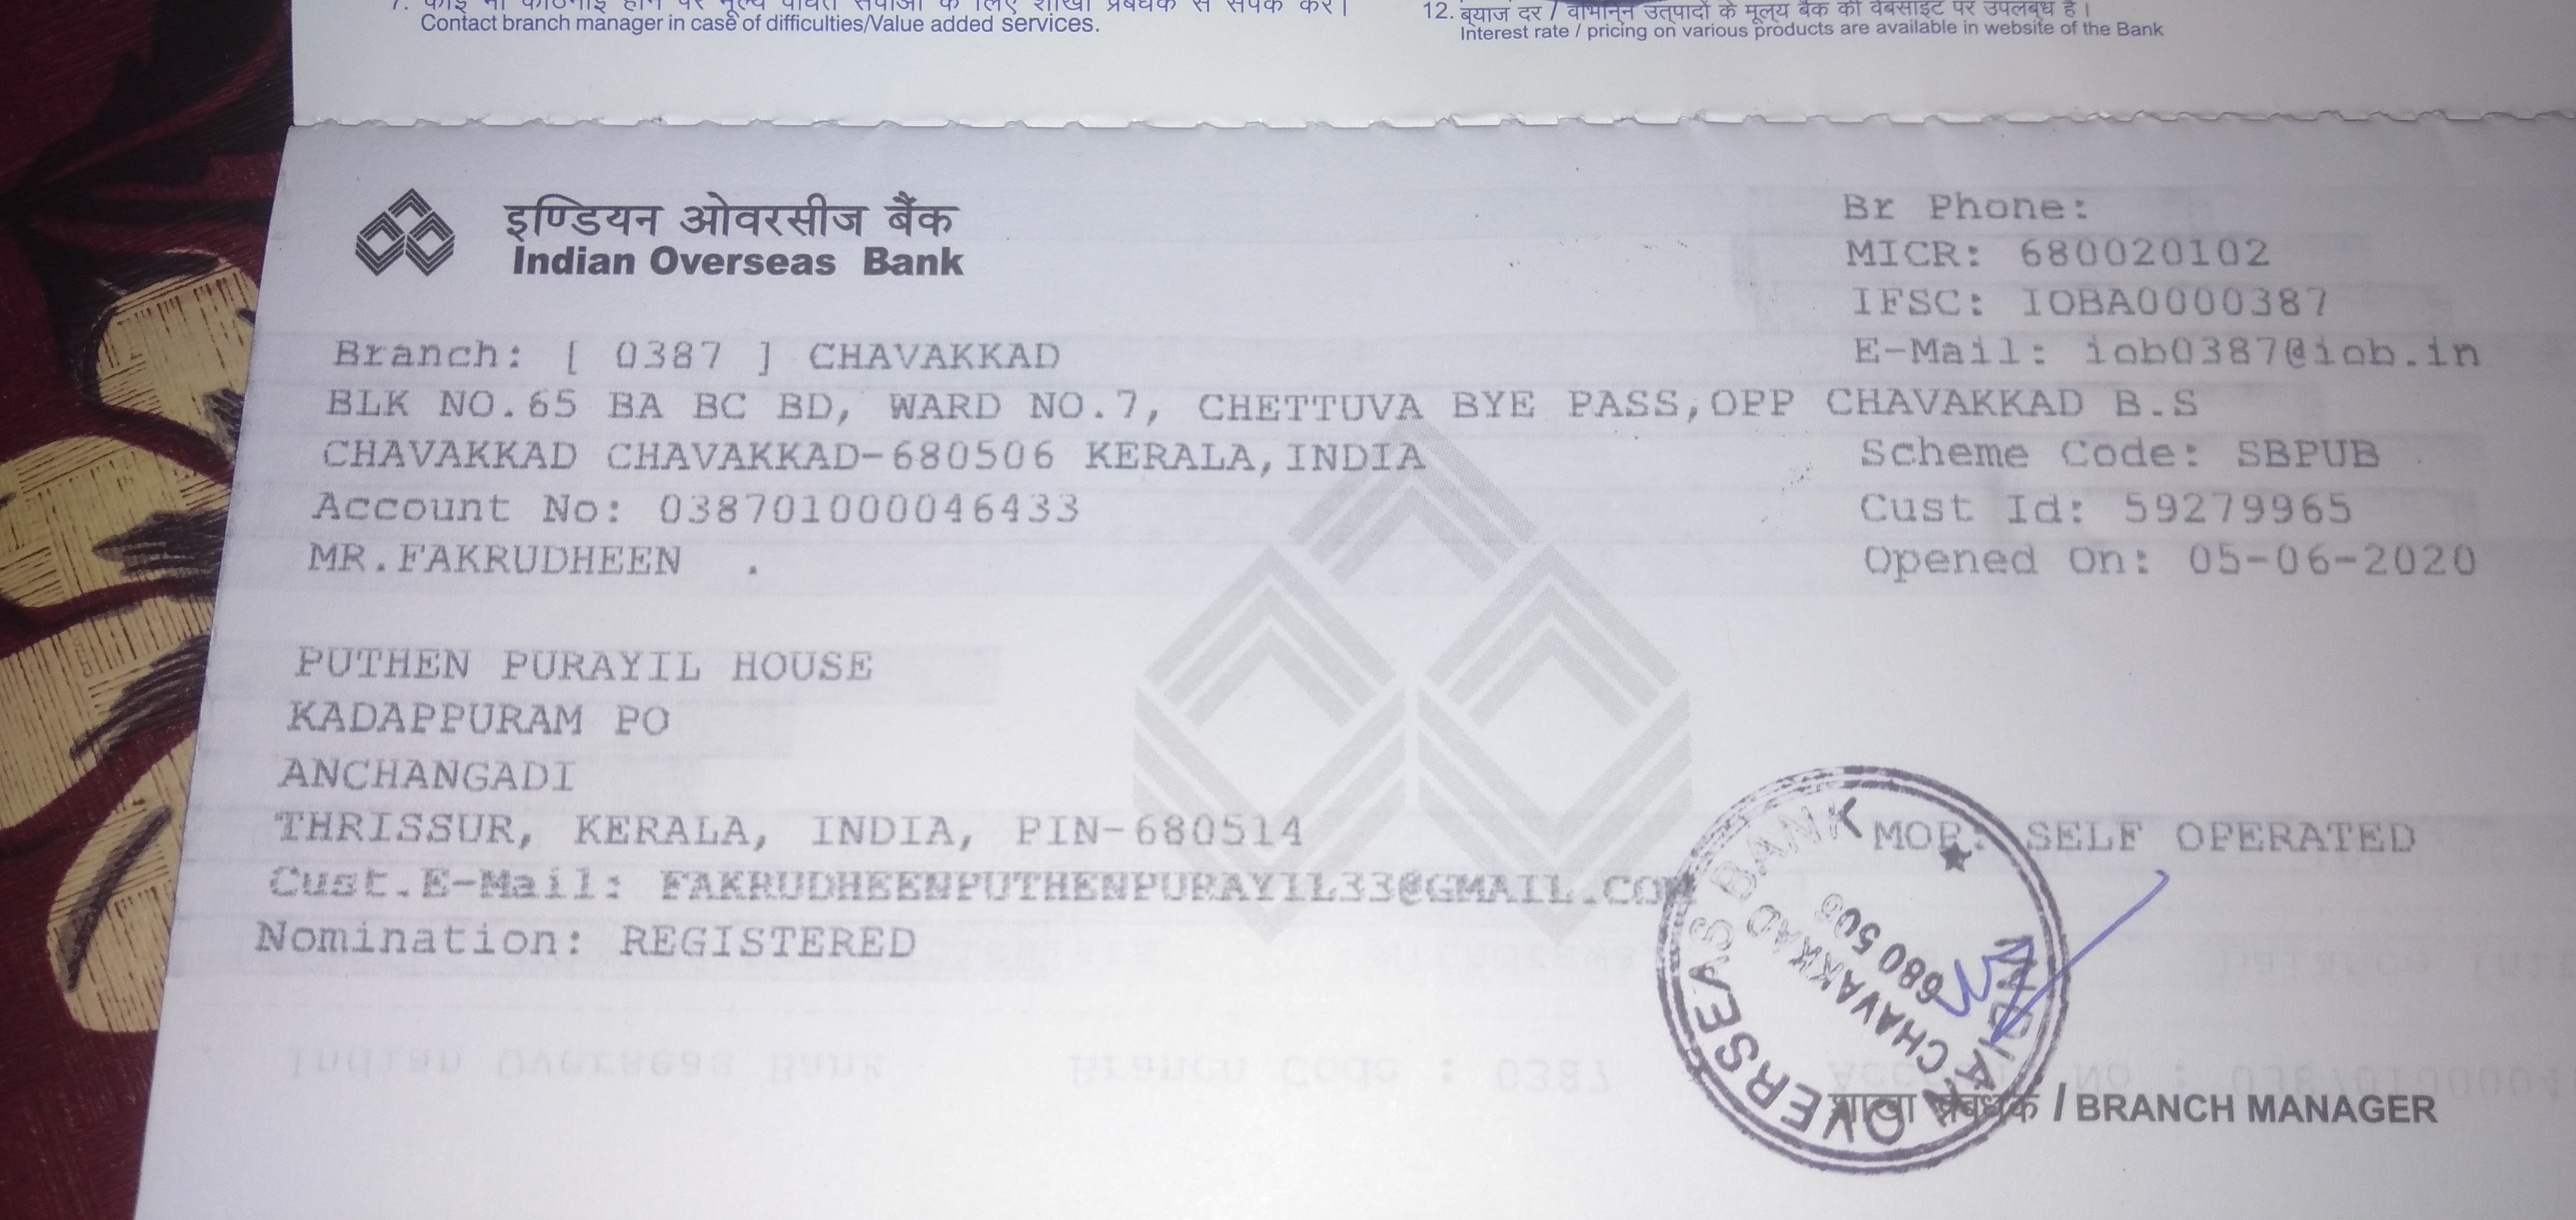 Contact branch manager in case of difficulties/Value added services.
12. ब्याज दर / वाभिन्न उत्पादों के मूल्य बैंक की वेबसाइट पर उपलब्ध है।
Interest rate / pricing on various products are available in website of the Bank
इण्डियन ओवरसीज बैंक
Indian Overseas Bank
Br Phone:
MICR: 680020102
IFSC: IOBA0000387
E-Mail: iob0387@iob.in
Branch: [ 0387 ] CHAVAKKAD
BLK NO.65 BA BC BD, WARD NO.7, CHETTUVA BYE PASS,OPP CHAVAKKAD B.S
CHAVAKKAD CHAVAKKAD-680506 KERALA,INDIA
Scheme Code: SBPUB
Account No: 038701000046433
Cust Id: 59279965
MR.FAKRUDHEEN .
Opened On: 05-06-2020
PUTHEN PURAYIL HOUSE
KADAPPURAM PO
ANCHANGADI
THRISSUR, KERALA, INDIA, PIN-680514
MOP: SELF OPERATED
Cust.E-Mail: FAKRUDHEENPUTHENPURAYIL33@GMAIL.COM
Nomination: REGISTERED
INDIAN OVERSEAS BANK
CHAVAKKAD
680 506
शाखा प्रबंधक / BRANCH MANAGER